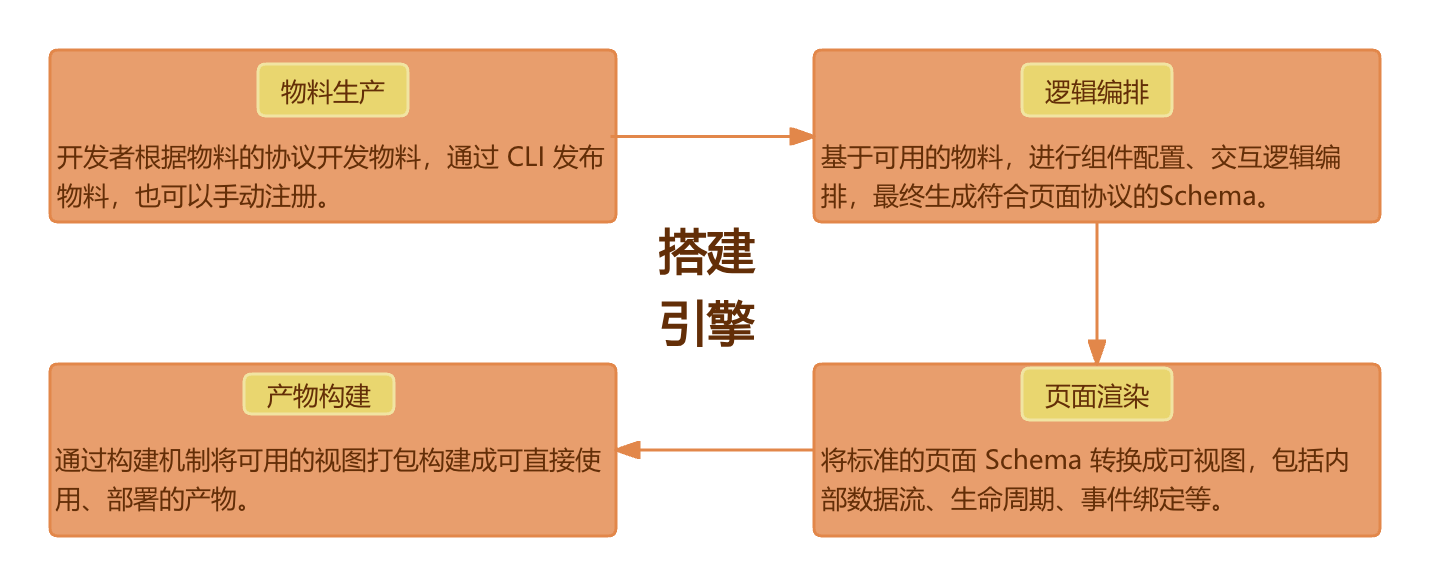 物料生产
开发者根据物料的协议开发物料，通过 CLI 发布
物料，也可以手动注册。
逻辑编排
基于可用的物料，进行组件配置、交互逻辑编
排，最终生成符合页面协议的Schema。
搭建
引擎
产物构建
通过构建机制将可用的视图打包构建成可直接使
用、部署的产物。
页面渲染
将标准的页面 Schema 转换成可视图，包括内
部数据流、生命周期、事件绑定等。